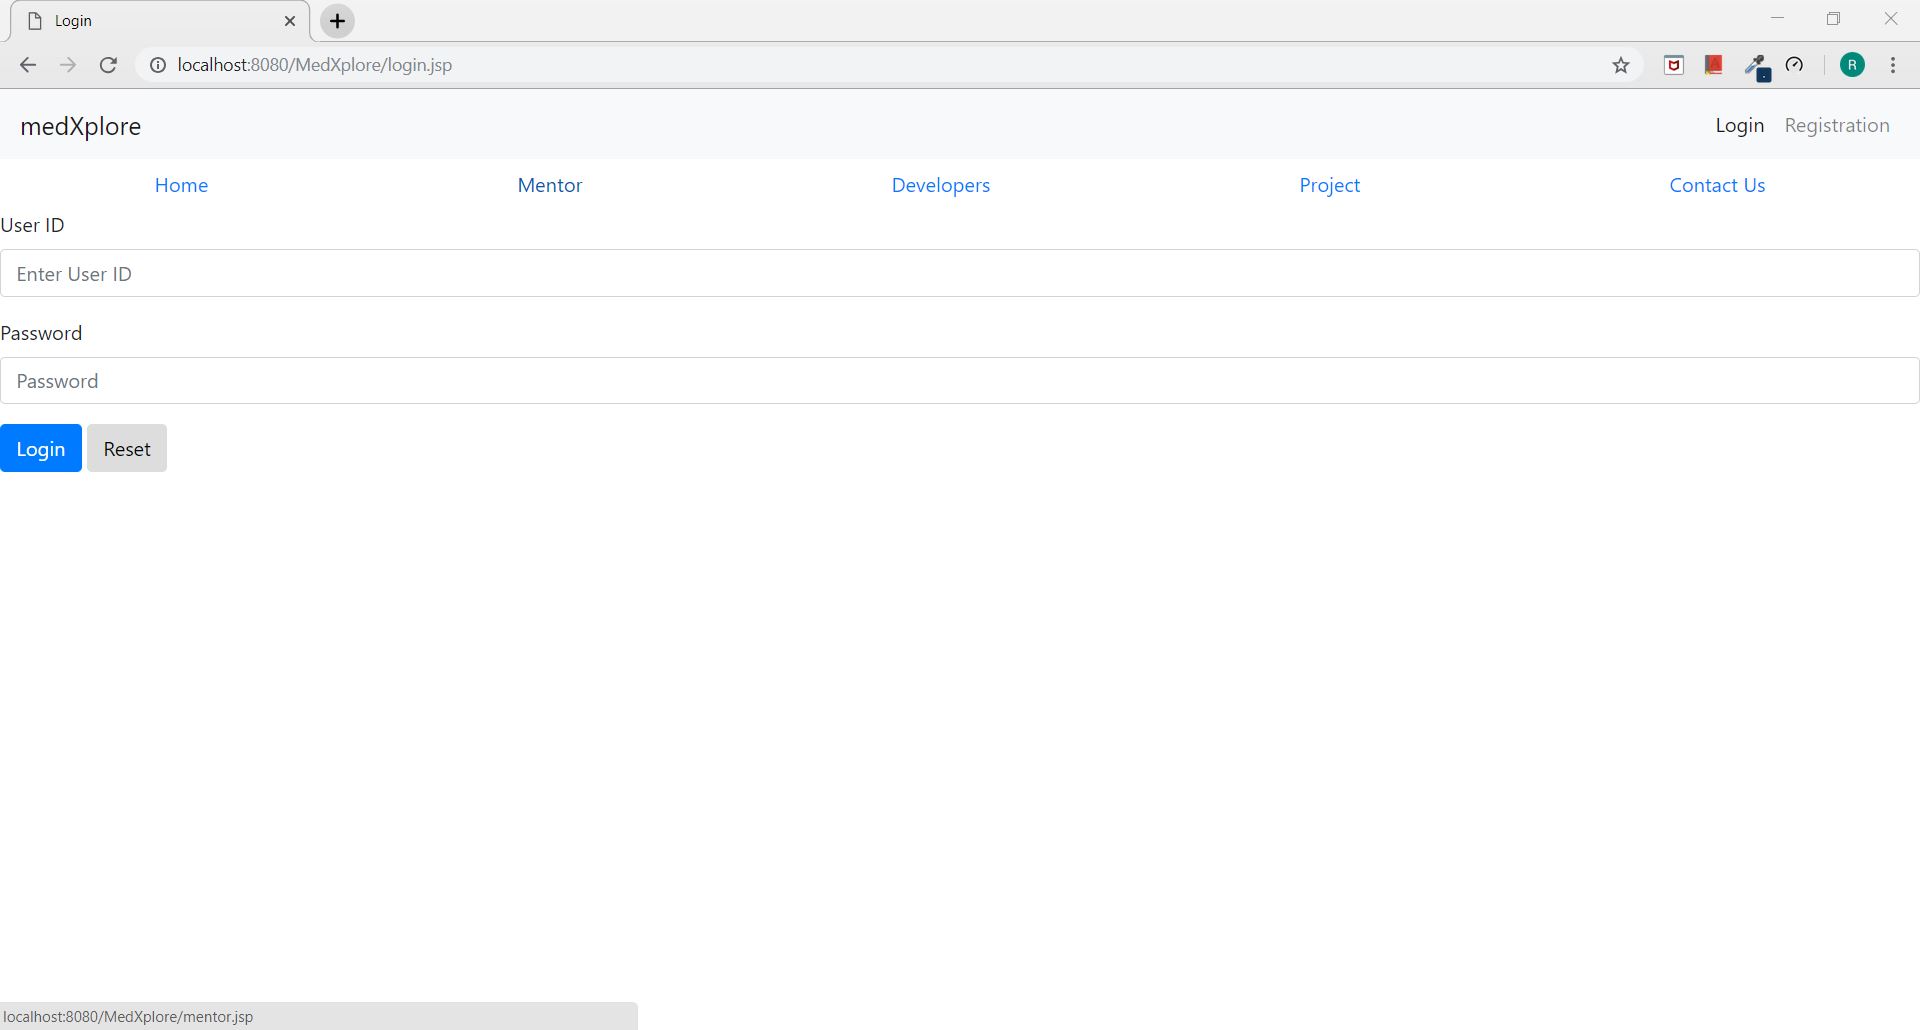 Login
localhost:8080/MedXplore/login.jsp
R
medXplore Login Registration
Home Mentor Developers Project Contact Us
User ID
Enter User ID
Password
Password
Login Reset
localhost:8080/MedXplore/mentor.jsp